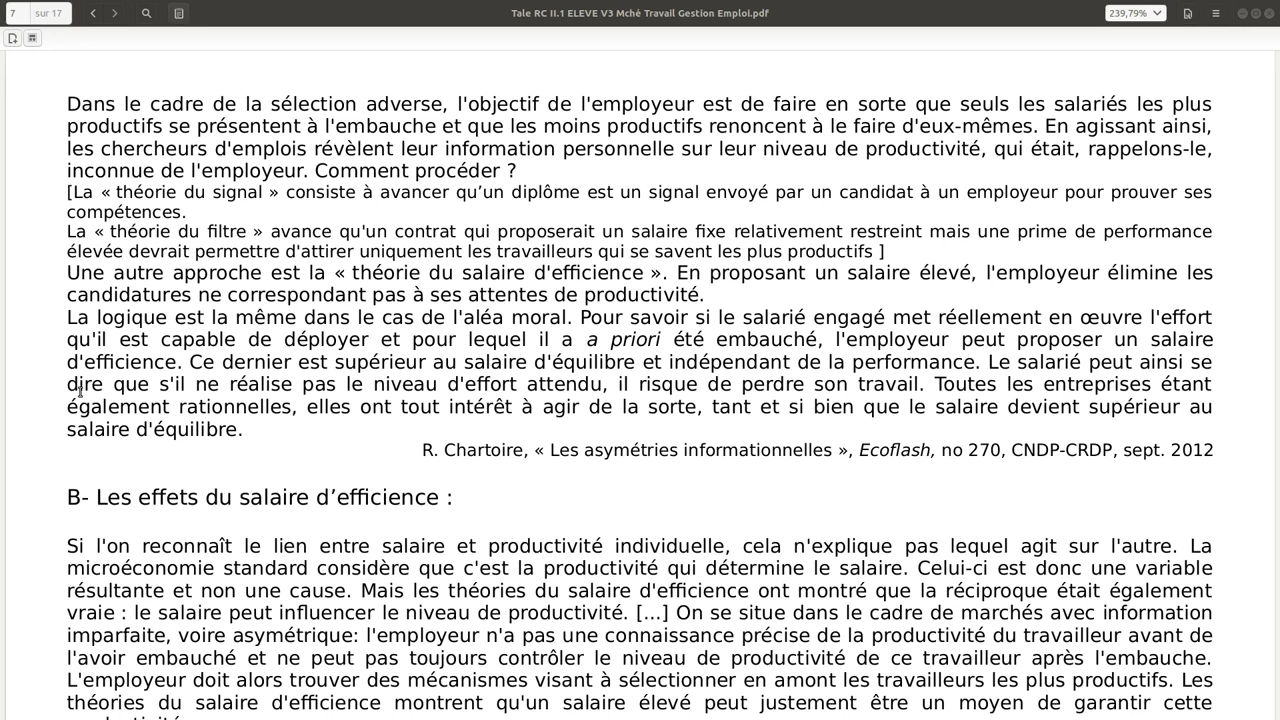 7 sur 17
Tale RC II.1 ELEVE V3 Mché Travail Gestion Emploi.pdf
239,79%
Dans le cadre de la sélection adverse, l'objectif de l'employeur est de faire en sorte que seuls les salariés les plus
productifs se présentent à l'embauche et que les moins productifs renoncent à le faire d'eux-mêmes. En agissant ainsi,
les chercheurs d'emplois révèlent leur information personnelle sur leur niveau de productivité, qui était, rappelons-le,
inconnue de l'employeur. Comment procéder ?
[La « théorie du signal » consiste à avancer qu’un diplôme est un signal envoyé par un candidat à un employeur pour prouver ses
compétences.
La « théorie du filtre » avance qu'un contrat qui proposerait un salaire fixe relativement restreint mais une prime de performance
élevée devrait permettre d'attirer uniquement les travailleurs qui se savent les plus productifs ]
Une autre approche est la « théorie du salaire d'efficience ». En proposant un salaire élevé, l'employeur élimine les
candidatures ne correspondant pas à ses attentes de productivité.
La logique est la même dans le cas de l'aléa moral. Pour savoir si le salarié engagé met réellement en œuvre l'effort
qu'il est capable de déployer et pour lequel il a a priori été embauché, l'employeur peut proposer un salaire
d'efficience. Ce dernier est supérieur au salaire d'équilibre et indépendant de la performance. Le salarié peut ainsi se
dire que s'il ne réalise pas le niveau d'effort attendu, il risque de perdre son travail. Toutes les entreprises étant
également rationnelles, elles ont tout intérêt à agir de la sorte, tant et si bien que le salaire devient supérieur au
salaire d'équilibre.
R. Chartoire, « Les asymétries informationnelles », Ecoflash, no 270, CNDP-CRDP, sept. 2012
B- Les effets du salaire d’efficience :
Si l'on reconnaît le lien entre salaire et productivité individuelle, cela n'explique pas lequel agit sur l'autre. La
microéconomie standard considère que c'est la productivité qui détermine le salaire. Celui-ci est donc une variable
résultante et non une cause. Mais les théories du salaire d'efficience ont montré que la réciproque était également
vraie : le salaire peut influencer le niveau de productivité. [...] On se situe dans le cadre de marchés avec information
imparfaite, voire asymétrique: l'employeur n'a pas une connaissance précise de la productivité du travailleur avant de
l'avoir embauché et ne peut pas toujours contrôler le niveau de productivité de ce travailleur après l'embauche.
L'employeur doit alors trouver des mécanismes visant à sélectionner en amont les travailleurs les plus productifs. Les
théories du salaire d'efficience montrent qu'un salaire élevé peut justement être un moyen de garantir cette